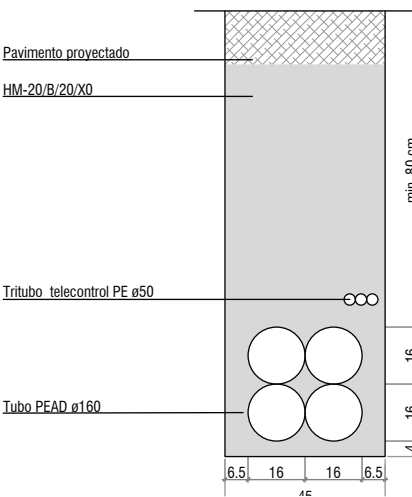 Pavimento proyectado
HM-20/B/20/X0
min. 80 cm
Tritubo telecontrol PE ø50
16
Tubo PEAD ø160
16
4
6.5 16 16 6.5
45